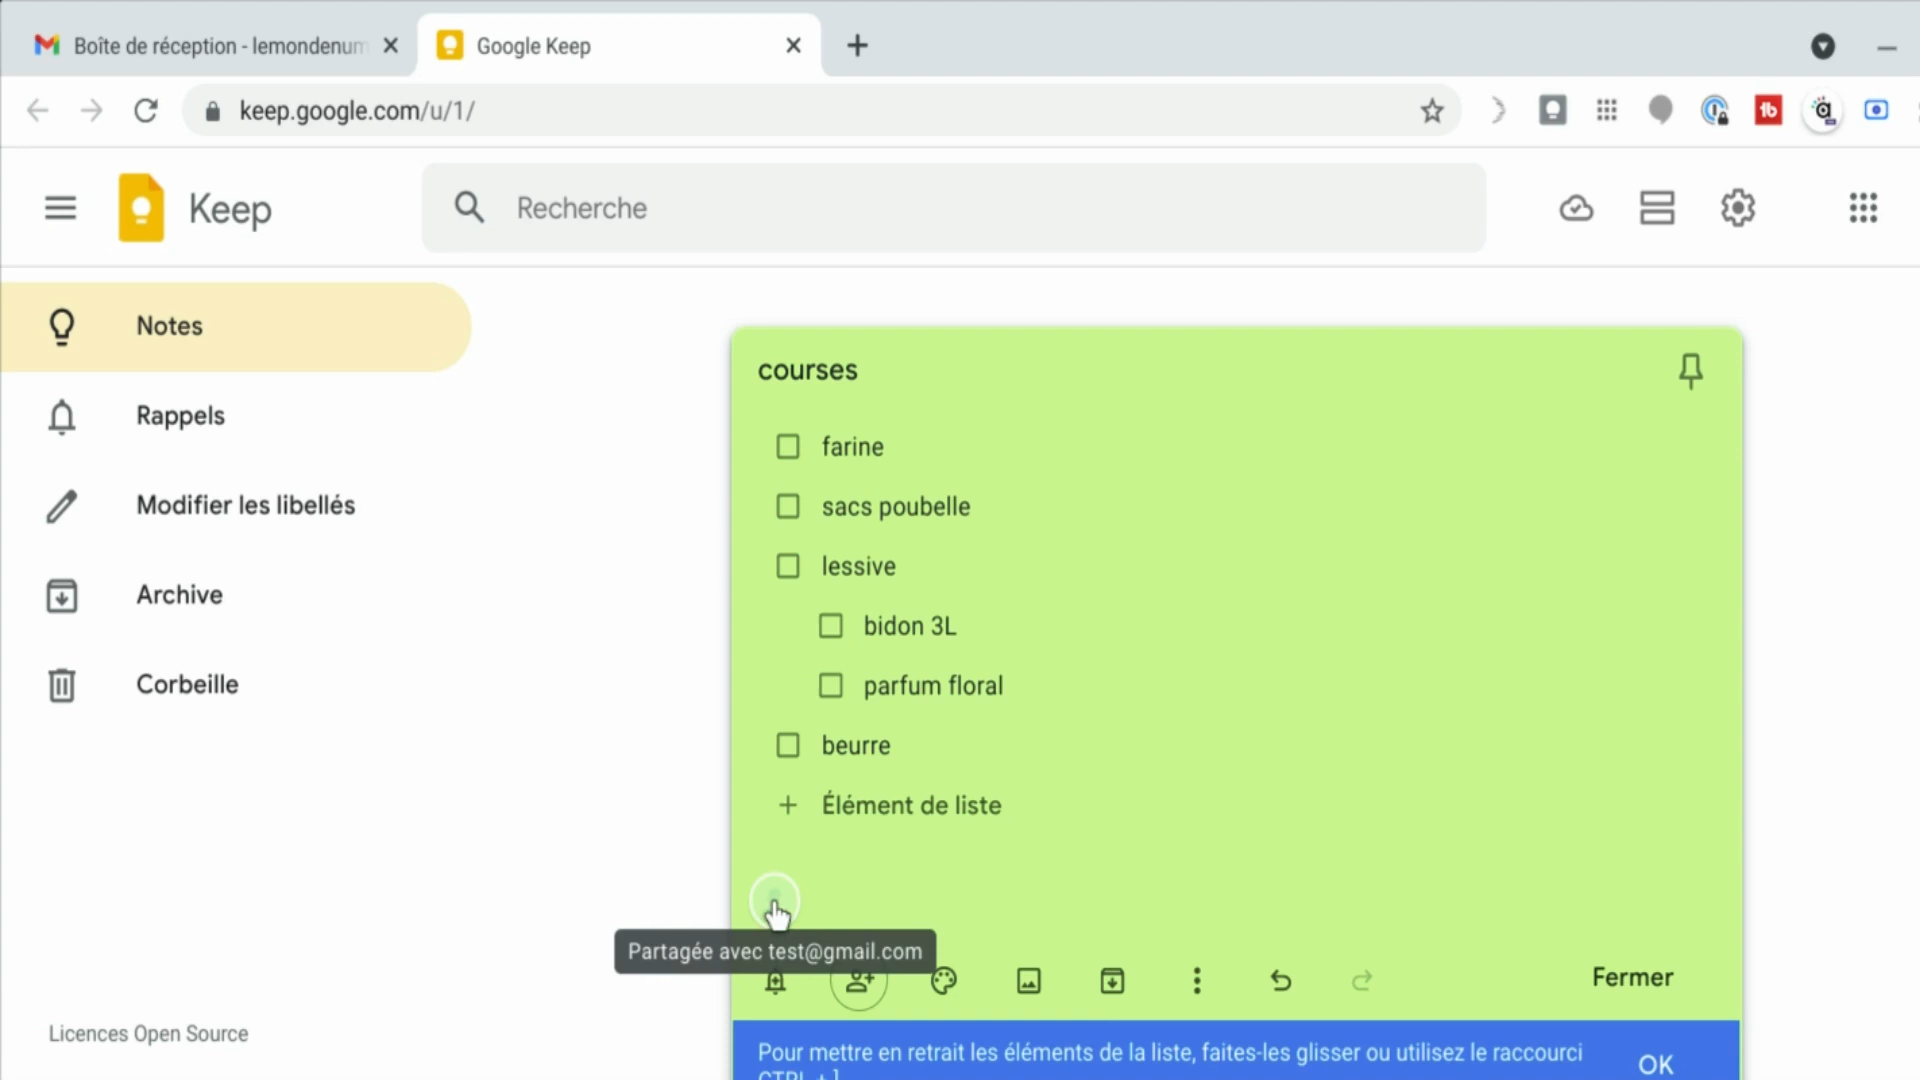 Boîte de réception - lemondenum
Google Keep
keep.google.com/u/1/
Keep
Recherche
Notes
Rappels
Modifier les libellés
Archive
Corbeille
Licences Open Source
courses
farine
sacs poubelle
lessive
bidon 3L
parfum floral
beurre
+ Élément de liste
Partagée avec test@gmail.com
Fermer
Pour mettre en retrait les éléments de la liste, faites-les glisser ou utilisez le raccourci
CTRL + ]
OK